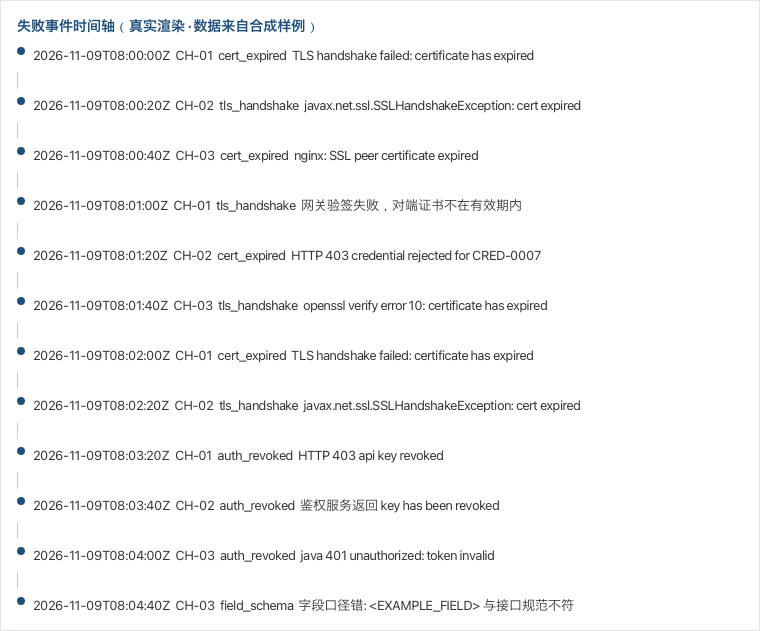 失败事件时间轴（真实渲染·数据来自合成样例）
2026-11-09T08:00:00Z CH-01 cert_expired TLS handshake failed: certificate has expired
2026-11-09T08:00:20Z CH-02 tls_handshake javax.net.ssl.SSLHandshakeException: cert expired
2026-11-09T08:00:40Z CH-03 cert_expired nginx: SSL peer certificate expired
2026-11-09T08:01:00Z CH-01 tls_handshake 网关验签失败，对端证书不在有效期内
2026-11-09T08:01:20Z CH-02 cert_expired HTTP 403 credential rejected for CRED-0007
2026-11-09T08:01:40Z CH-03 tls_handshake openssl verify error 10: certificate has expired
2026-11-09T08:02:00Z CH-01 cert_expired TLS handshake failed: certificate has expired
2026-11-09T08:02:20Z CH-02 tls_handshake javax.net.ssl.SSLHandshakeException: cert expired
2026-11-09T08:03:20Z CH-01 auth_revoked HTTP 403 api key revoked
2026-11-09T08:03:40Z CH-02 auth_revoked 鉴权服务返回 key has been revoked
2026-11-09T08:04:00Z CH-03 auth_revoked java 401 unauthorized: token invalid
2026-11-09T08:04:40Z CH-03 field_schema 字段口径错: <EXAMPLE_FIELD> 与接口规范不符